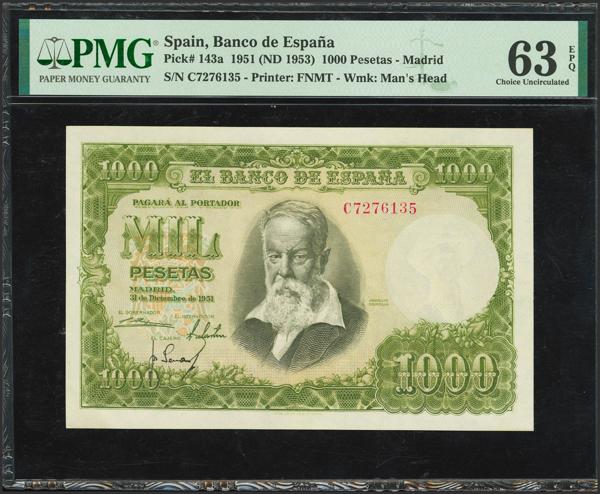 PMG
PAPER MONEY GUARANTY
Spain, Banco de España
Pick# 143a 1951 (ND 1953) 1000 Pesetas - Madrid
S/N C7276135 - Printer: FNMT - Wmk: Man's Head
63 EPQ
Choice Uncirculated
1000 1000
EL BANCO DE ESPAÑA
PAGARÁ AL PORTADOR
C7276135
MIL
PESETAS
MADRID
31 de Diciembre de 1951
EL GOBERNADOR EL INTERVENTOR
JOAQUÍN SOROLLA
EL CAJERO
1000 1000